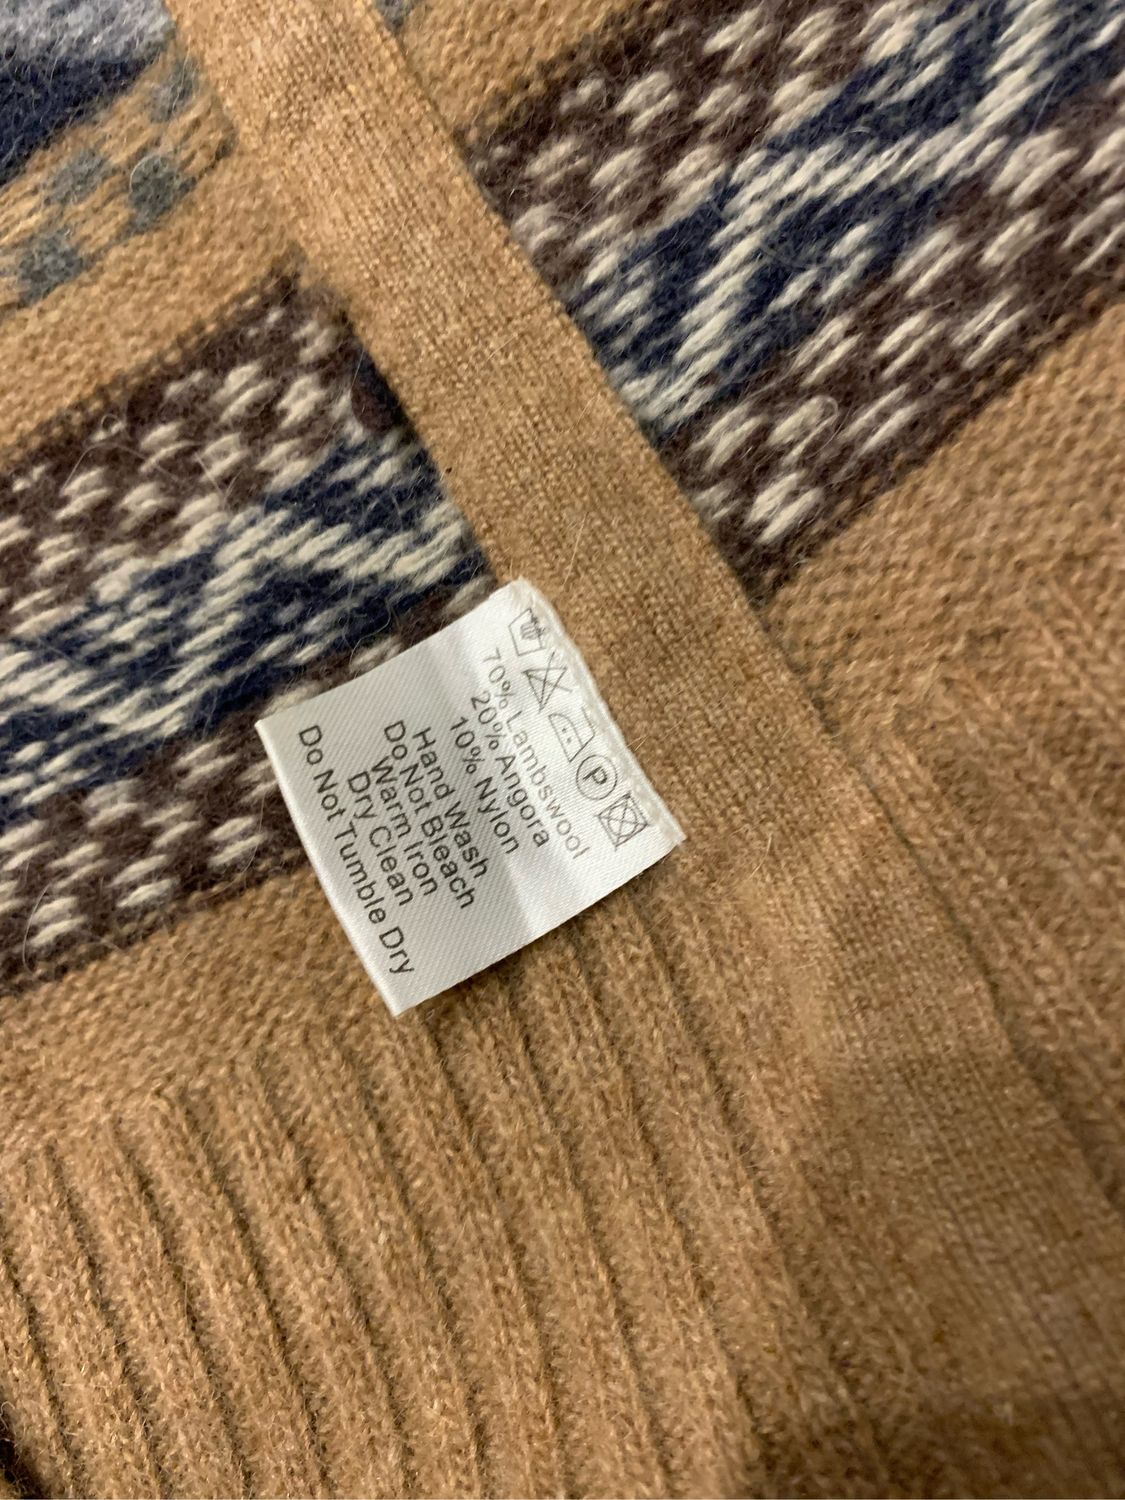 P
70% Lambswool
20% Angora
10% Nylon
Hand Wash
Do Not Bleach
Warm Iron
Dry Clean
Do Not Tumble Dry